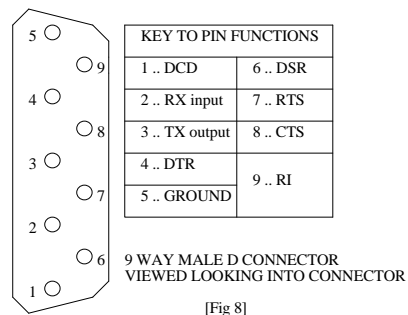 5
9
4
8
3
7
2
6
1
KEY TO PIN FUNCTIONS
1 .. DCD 6 .. DSR
2 .. RX input 7 .. RTS
3 .. TX output 8 .. CTS
4 .. DTR
9 .. RI
5 .. GROUND
9 WAY MALE D CONNECTOR
VIEWED LOOKING INTO CONNECTOR
[Fig 8]